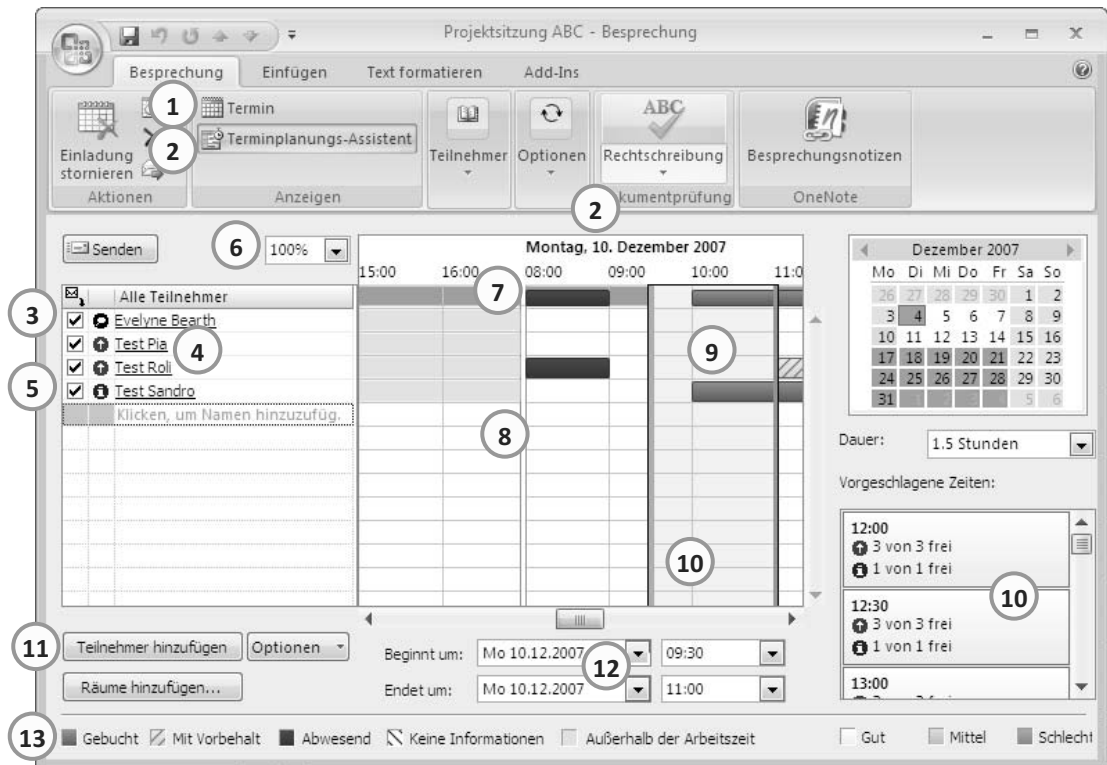 Projektsitzung ABC - Besprechung
Besprechung Einfügen Text formatieren Add-Ins
1 Termin
2 Terminplanungs-Assistent
Einladung stornieren
Teilnehmer Optionen
ABC
Rechtschreibung
Besprechungsnotizen
Aktionen Anzeigen 2 kumentprüfung OneNote
Senden 6 100%
Montag, 10. Dezember 2007
15:00 16:00 08:00 09:00 10:00 11:0
7
Alle Teilnehmer
3 Evelyne Bearth
Test Pia 4
9
Test Roli
5 Test Sandro
Klicken, um Namen hinzuzufüg.
8
10
Dezember 2007
Mo Di Mi Do Fr Sa So
26 27 28 29 30 1 2
3 4 5 6 7 8 9
10 11 12 13 14 15 16
17 18 19 20 21 22 23
24 25 26 27 28 29 30
31 1 2 3 4 5 6
Dauer: 1.5 Stunden
Vorgeschlagene Zeiten:
12:00
3 von 3 frei
1 von 1 frei
10
12:30
3 von 3 frei
1 von 1 frei
13:00
11 Teilnehmer hinzufügen Optionen
Räume hinzufügen...
Beginnt um: Mo 10.12.2007 09:30
12
Endet um: Mo 10.12.2007 11:00
13 Gebucht Mit Vorbehalt Abwesend Keine Informationen Außerhalb der Arbeitszeit Gut Mittel Schlecht